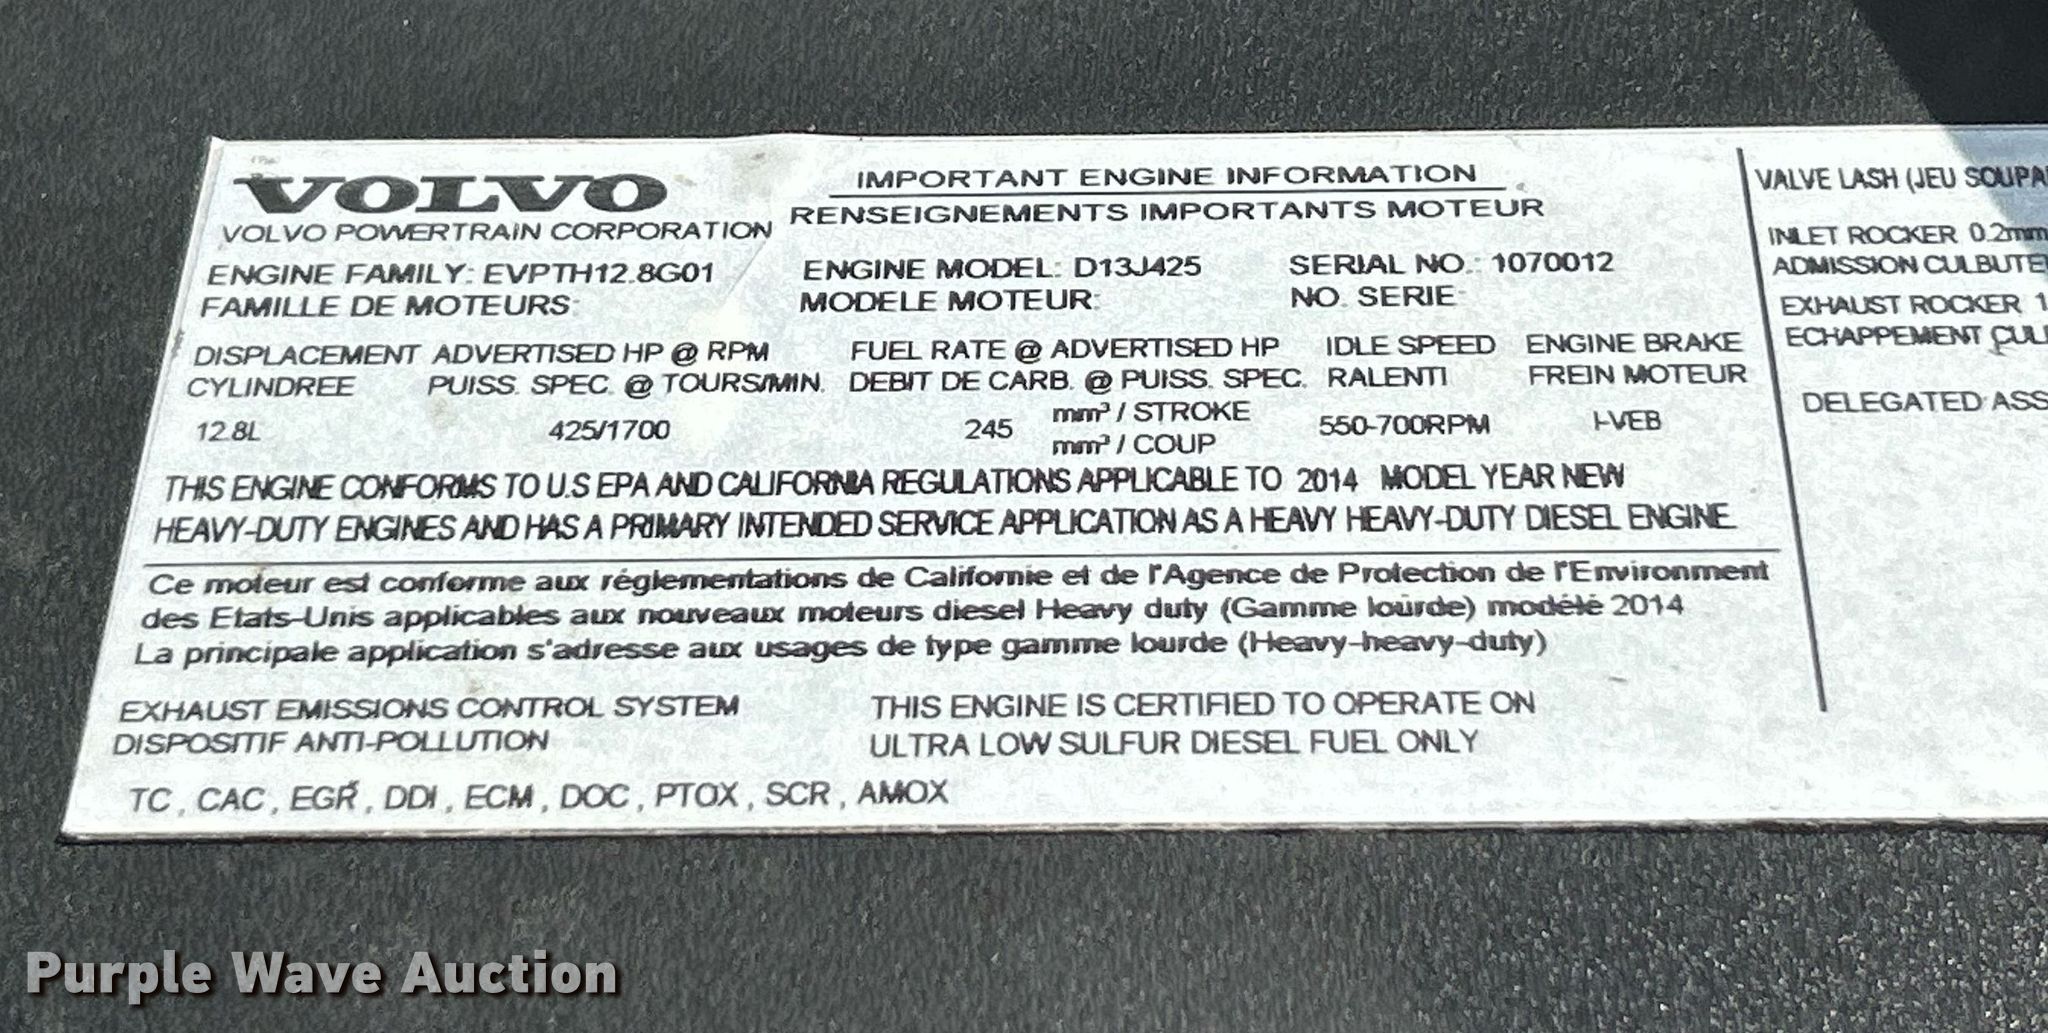 VOLVO
VOLVO POWERTRAIN CORPORATION
IMPORTANT ENGINE INFORMATION
RENSEIGNEMENTS IMPORTANTS MOTEUR
ENGINE FAMILY: EVPTH12.8G01
FAMILLE DE MOTEURS:
ENGINE MODEL: D13J425
MODELE MOTEUR:
SERIAL NO.: 1070012
NO. SERIE:
DISPLACEMENT ADVERTISED HP @ RPM FUEL RATE @ ADVERTISED HP IDLE SPEED ENGINE BRAKE
CYLINDREE PUISS. SPEC. @ TOURS/MIN. DEBIT DE CARB. @ PUISS. SPEC. RALENTI FREIN MOTEUR
12.8L 425/1700 245 mm³ / STROKE 550-700RPM I-VEB
mm³ / COUP
THIS ENGINE CONFORMS TO U.S EPA AND CALIFORNIA REGULATIONS APPLICABLE TO 2014 MODEL YEAR NEW
HEAVY-DUTY ENGINES AND HAS A PRIMARY INTENDED SERVICE APPLICATION AS A HEAVY HEAVY-DUTY DIESEL ENGINE.
Ce moteur est conforme aux réglementations de Californie et de l'Agence de Protection de l'Environment
des Etats-Unis applicables aux nouveaux moteurs diesel Heavy duty (Gamme lourde) modélé 2014
La principale application s'adresse aux usages de type gamme lourde (Heavy-heavy-duty)
EXHAUST EMISSIONS CONTROL SYSTEM
DISPOSITIF ANTI-POLLUTION
TC , CAC , EGR , DDI , ECM , DOC , PTOX , SCR , AMOX
THIS ENGINE IS CERTIFIED TO OPERATE ON
ULTRA LOW SULFUR DIESEL FUEL ONLY
VALVE LASH (JEU
INLET ROCKER 0.2mm
ADMISSION
EXHAUST ROCKER
ECHAPPEMENT
DELEGATED
Purple Wave Auction